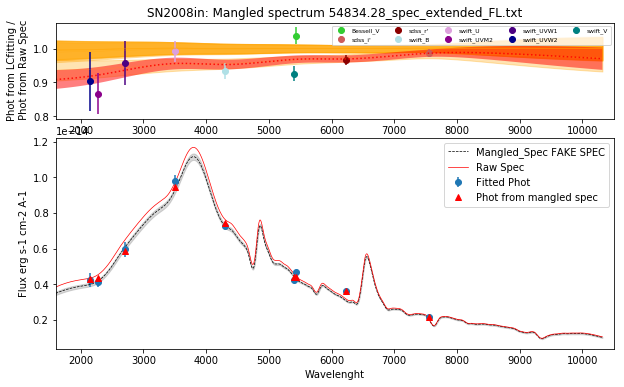 SN2008in: Mangled spectrum 54834.28_spec_extended_FL.txt
Phot from LCfitting /
Phot from Raw Spec
1.0
0.9
0.8
Bessell_V
sdss_i'
sdss_r'
swift_B
swift_U
swift_UVM2
swift_UVW1
swift_UVW2
swift_V
2000 3000 4000 5000 6000 7000 8000 9000 10000
1e−14
Flux erg s-1 cm-2 A-1
1.2
1.0
0.8
0.6
0.4
0.2
Mangled_Spec FAKE SPEC
Raw Spec
Fitted Phot
Phot from mangled spec
2000 3000 4000 5000 6000 7000 8000 9000 10000
Wavelenght